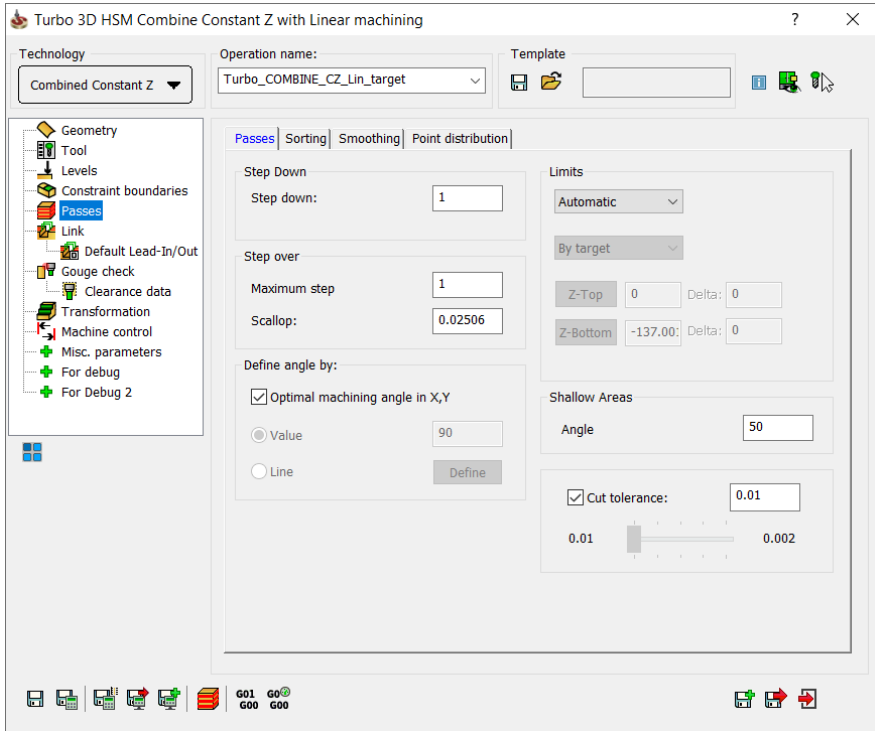 Turbo 3D HSM Combine Constant Z with Linear machining
?
Technology
Operation name:
Template
Combined Constant Z
Turbo_COMBINE_CZ_Lin_target
Geometry
Tool
Levels
Constraint boundaries
Passes
Link
Default Lead-In/Out
Gouge check
Clearance data
Transformation
Machine control
Misc. parameters
For debug
For Debug 2
Passes Sorting Smoothing Point distribution
Step Down
Step down: 1
Step over
Maximum step 1
Scallop: 0.02506
Define angle by:
Optimal machining angle in X,Y
Value 90
Line Define
Limits
Automatic
By target
Z-Top 0 Delta: 0
Z-Bottom -137.00: Delta: 0
Shallow Areas
Angle 50
Cut tolerance: 0.01
0.01 0.002
G01 G0
G00 G00